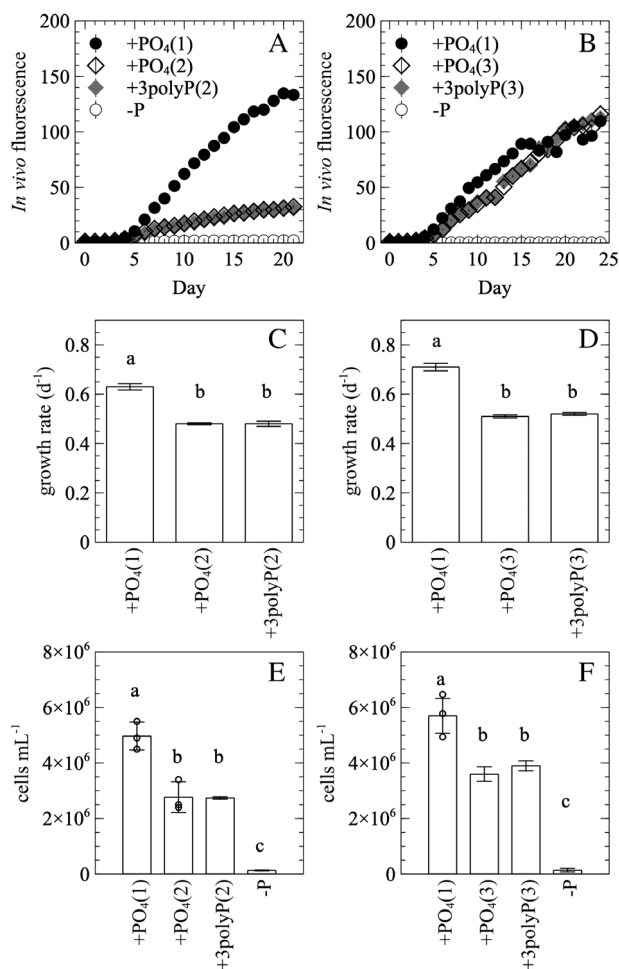 200
150
100
50
0
In vivo fluorescence
+PO₄(1)
+PO₄(2)
+3polyP(2)
-P
A
0 5 10 15 20
Day
200
150
100
50
0
In vivo fluorescence
+PO₄(1)
+PO₄(3)
+3polyP(3)
-P
B
0 5 10 15 20 25
Day
0.8
0.6
0.4
0.2
0
growth rate (d⁻¹)
a
b
b
C
+PO₄(1)
+PO₄(2)
+3polyP(2)
0.8
0.6
0.4
0.2
0
growth rate (d⁻¹)
a
b
b
D
+PO₄(1)
+PO₄(3)
+3polyP(3)
8×10⁶
6×10⁶
4×10⁶
2×10⁶
0
cells mL⁻¹
a
b
b
c
E
+PO₄(1)
+PO₄(2)
+3polyP(2)
-P
8×10⁶
6×10⁶
4×10⁶
2×10⁶
0
cells mL⁻¹
a
b
b
c
F
+PO₄(1)
+PO₄(3)
+3polyP(3)
-P